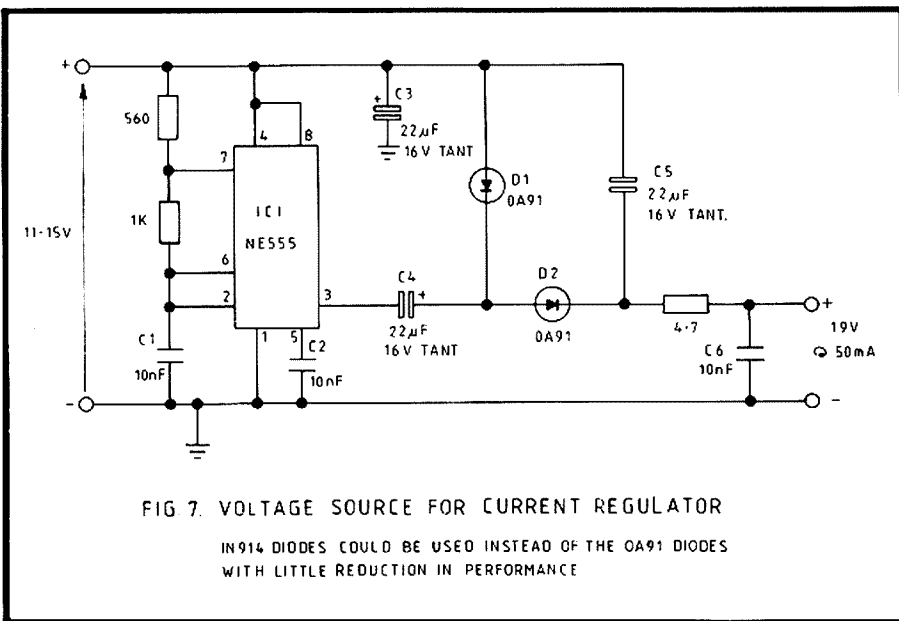 +
560
4
8
C3
+
22µF
16V TANT
7
D1
0A91
C5
22µF
16V TANT.
11-15V
1K
IC1
NE555
6
2
3
C4
+
22µF
16V TANT
D2
0A91
4·7
+
19V
@ 50mA
C1
10nF
1
5
C2
10nF
C6
10nF
-
-
FIG 7. VOLTAGE SOURCE FOR CURRENT REGULATOR
IN914 DIODES COULD BE USED INSTEAD OF THE OA91 DIODES
WITH LITTLE REDUCTION IN PERFORMANCE